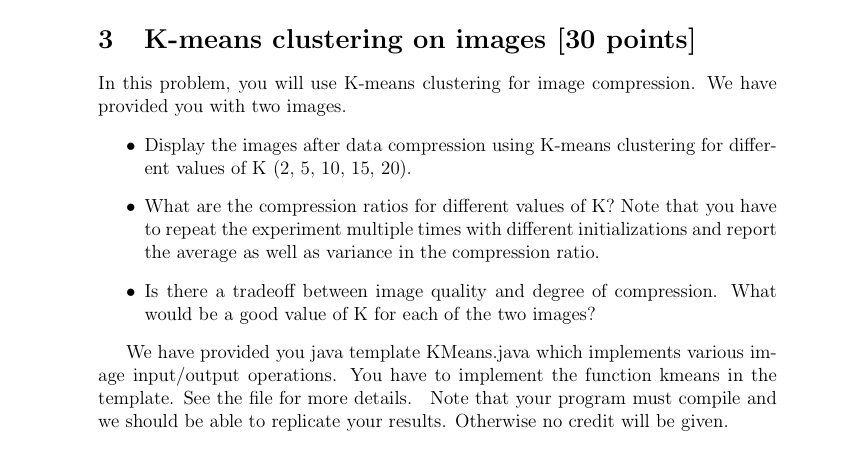 3 K-means clustering on images [30 points]
In this problem, you will use K-means clustering for image compression. We have
provided you with two images.
• Display the images after data compression using K-means clustering for differ-
ent values of K (2, 5, 10, 15, 20).
• What are the compression ratios for different values of K? Note that you have
to repeat the experiment multiple times with different initializations and report
the average as well as variance in the compression ratio.
• Is there a tradeoff between image quality and degree of compression. What
would be a good value of K for each of the two images?
We have provided you java template KMeans.java which implements various im-
age input/output operations. You have to implement the function kmeans in the
template. See the file for more details. Note that your program must compile and
we should be able to replicate your results. Otherwise no credit will be given.